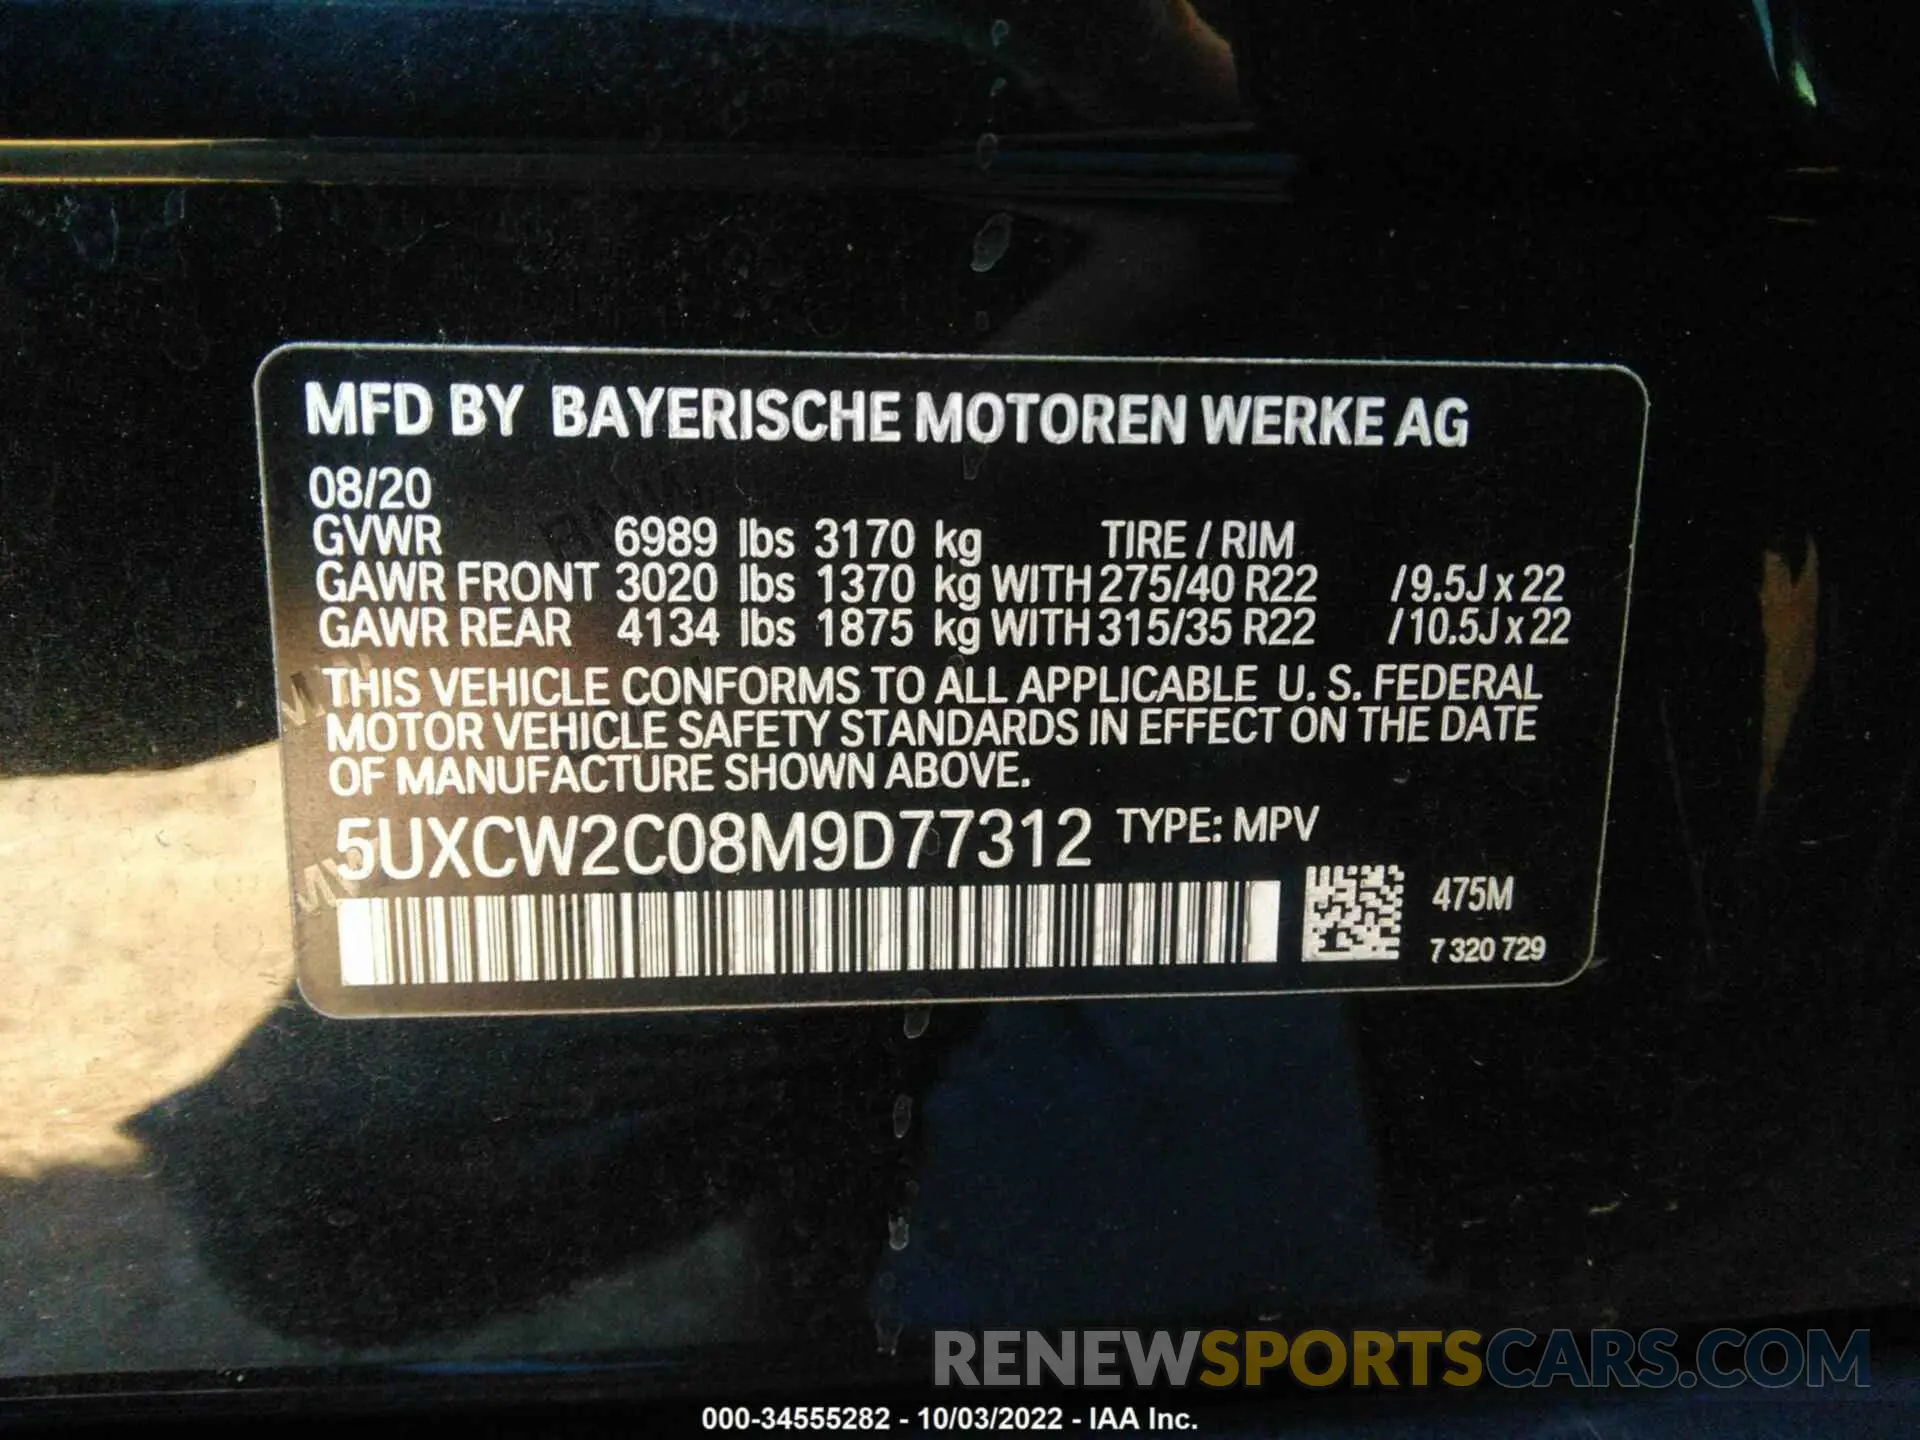 MFD BY BAYERISCHE MOTOREN WERKE AG
08/20
GVWR 6989 lbs 3170 kg TIRE / RIM
GAWR FRONT 3020 lbs 1370 kg WITH 275/40 R22 /9.5J x 22
GAWR REAR 4134 lbs 1875 kg WITH 315/35 R22 /10.5J x 22
THIS VEHICLE CONFORMS TO ALL APPLICABLE U. S. FEDERAL
MOTOR VEHICLE SAFETY STANDARDS IN EFFECT ON THE DATE
OF MANUFACTURE SHOWN ABOVE.
5UXCW2C08M9D77312 TYPE: MPV
475M
7 320 729
RENEWSPORTSCARS.COM
000-34555282 - 10/03/2022 - IAA Inc.